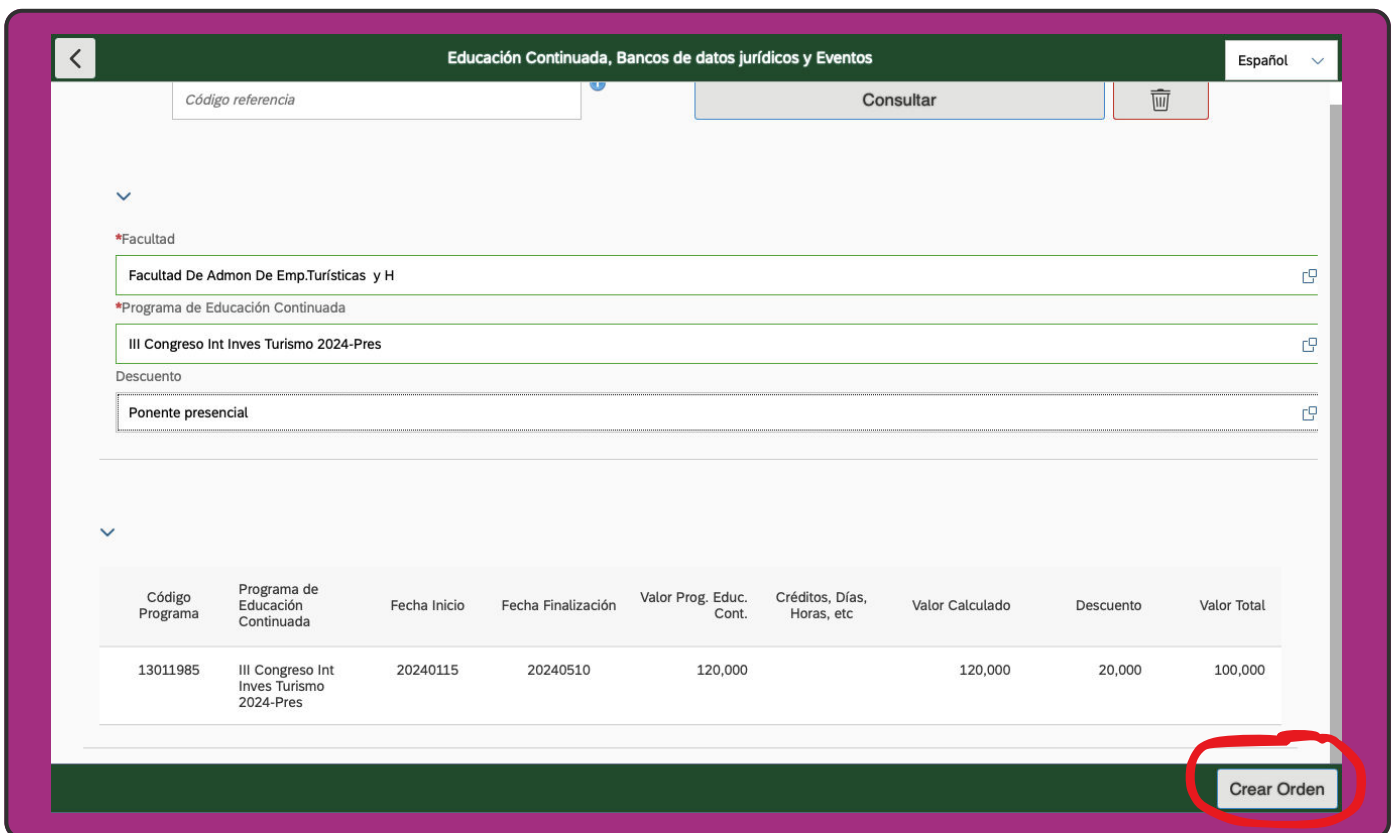 Educación Continuada, Bancos de datos jurídicos y Eventos
Español
Código referencia
Consultar
*Facultad
Facultad De Admon De Emp.Turísticas y H
*Programa de Educación Continuada
III Congreso Int Inves Turismo 2024-Pres
Descuento
Ponente presencial
Código Programa
Programa de Educación Continuada
Fecha Inicio
Fecha Finalización
Valor Prog. Educ. Cont.
Créditos, Días, Horas, etc
Valor Calculado
Descuento
Valor Total
13011985
III Congreso Int Inves Turismo 2024-Pres
20240115
20240510
120,000
120,000
20,000
100,000
Crear Orden